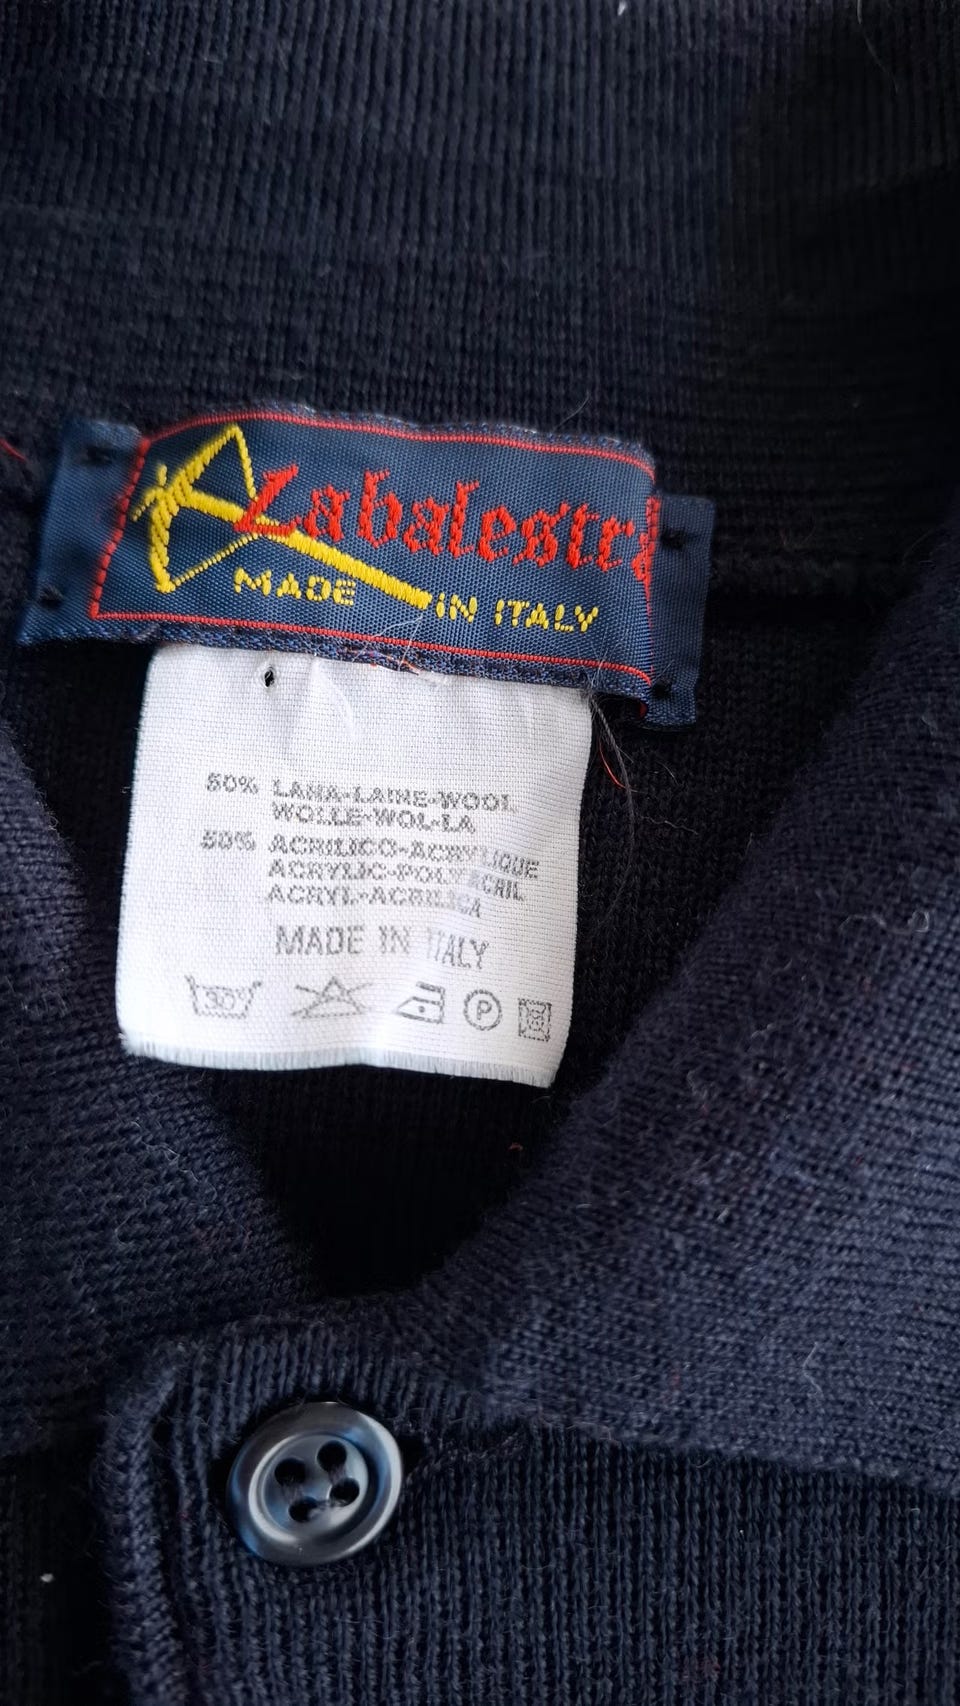 Labalestra
MADE IN ITALY
50% LANA-LAINE-WOOL
WOLLE-WOL-LA
50% ACRILICO-ACRYLIQUE
ACRYLIC-POLYACRIL
ACRYL-ACRILICA
MADE IN ITALY
30° P